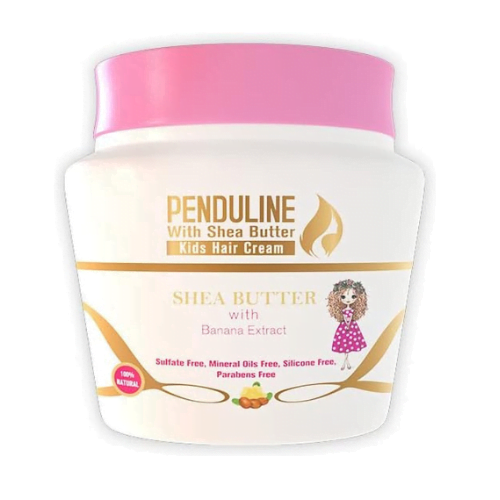 PENDULINE
With Shea Butter
Kids Hair Cream
SHEA BUTTER
with
Banana Extract
Sulfate Free, Mineral Oils Free, Silicone Free,
Parabens Free
100%
NATURAL